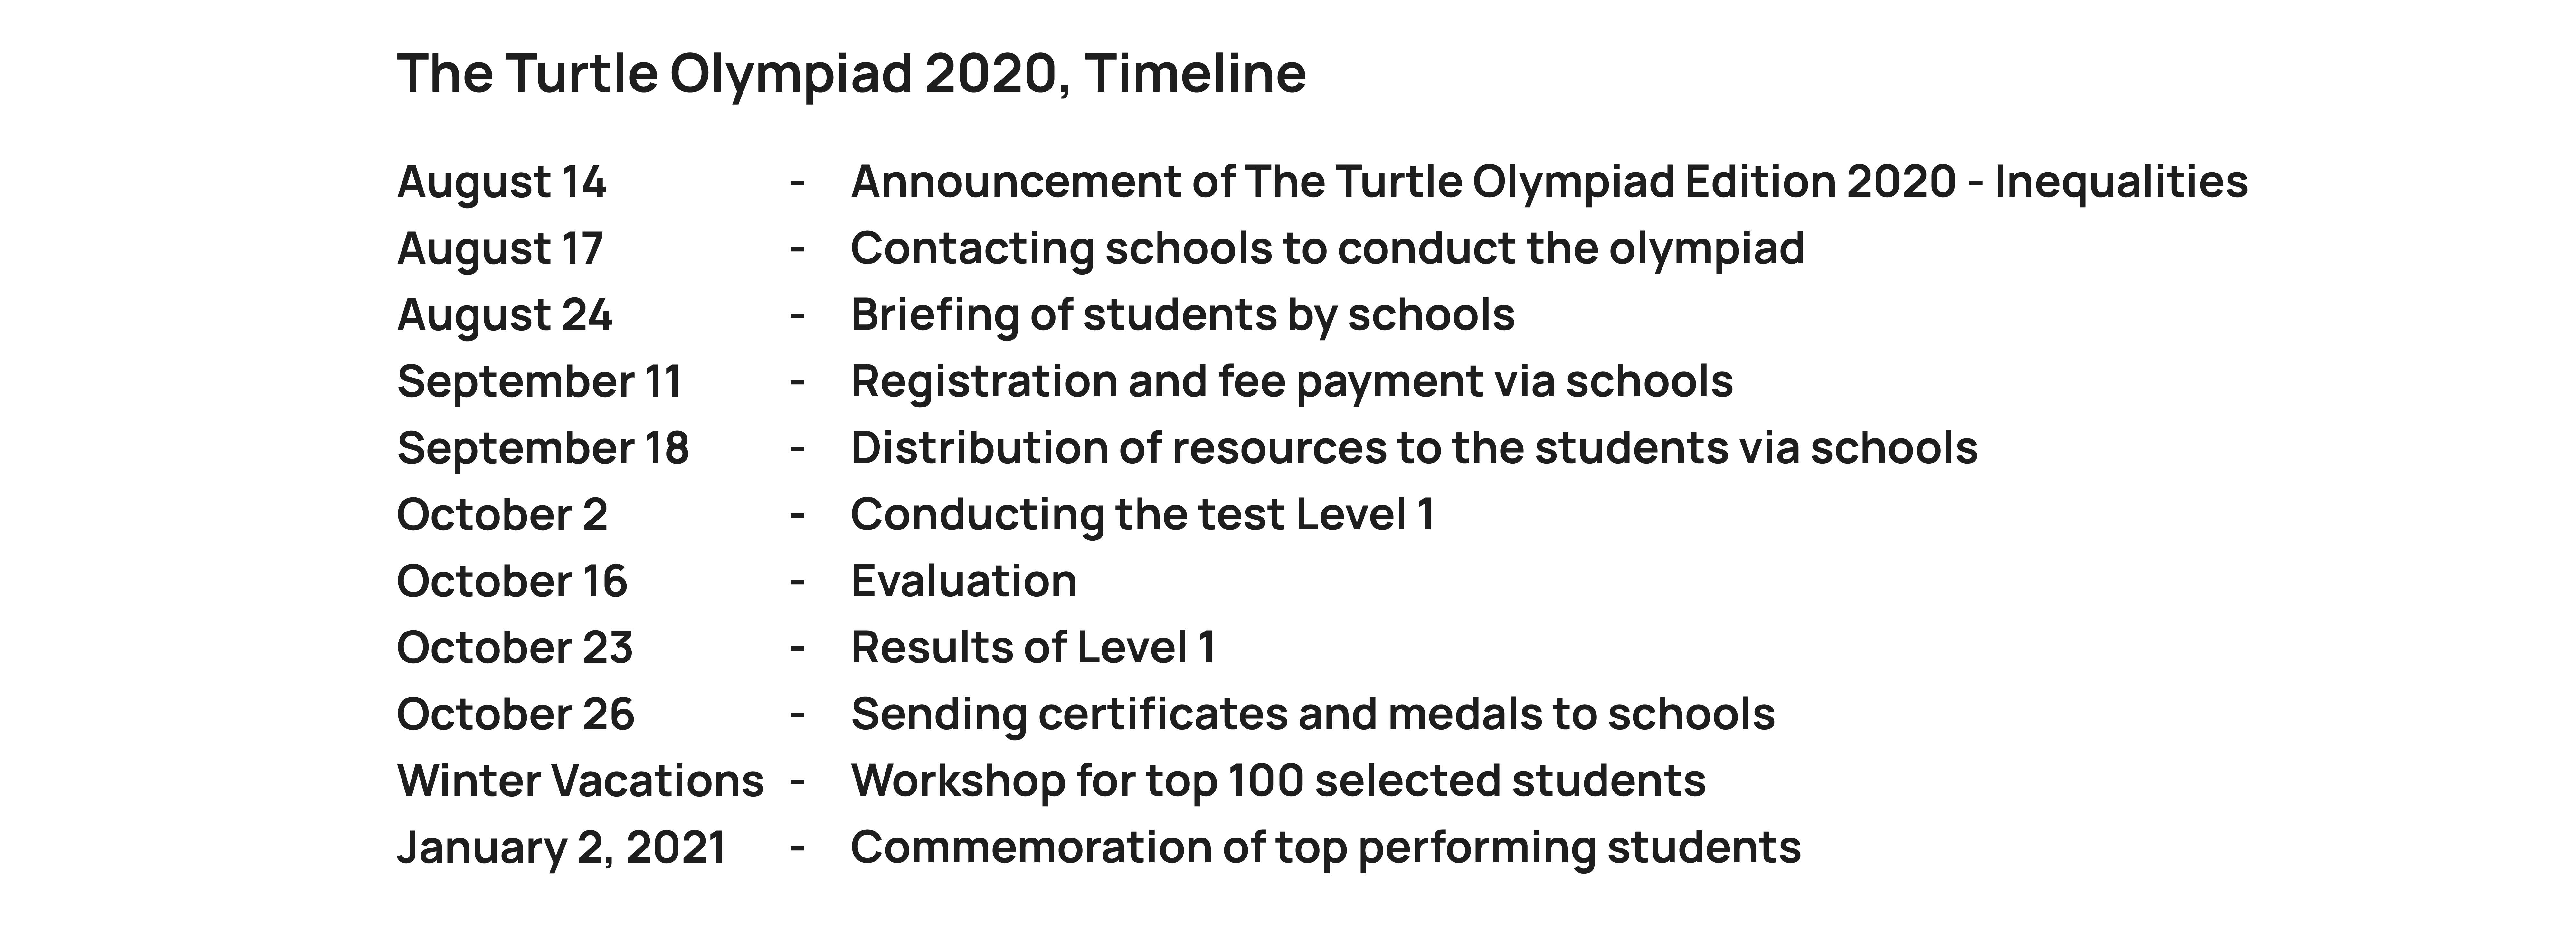 The Turtle Olympiad 2020, Timeline
August 14 - Announcement of The Turtle Olympiad Edition 2020 - Inequalities
August 17 - Contacting schools to conduct the olympiad
August 24 - Briefing of students by schools
September 11 - Registration and fee payment via schools
September 18 - Distribution of resources to the students via schools
October 2 - Conducting the test Level 1
October 16 - Evaluation
October 23 - Results of Level 1
October 26 - Sending certificates and medals to schools
Winter Vacations - Workshop for top 100 selected students
January 2, 2021 - Commemoration of top performing students